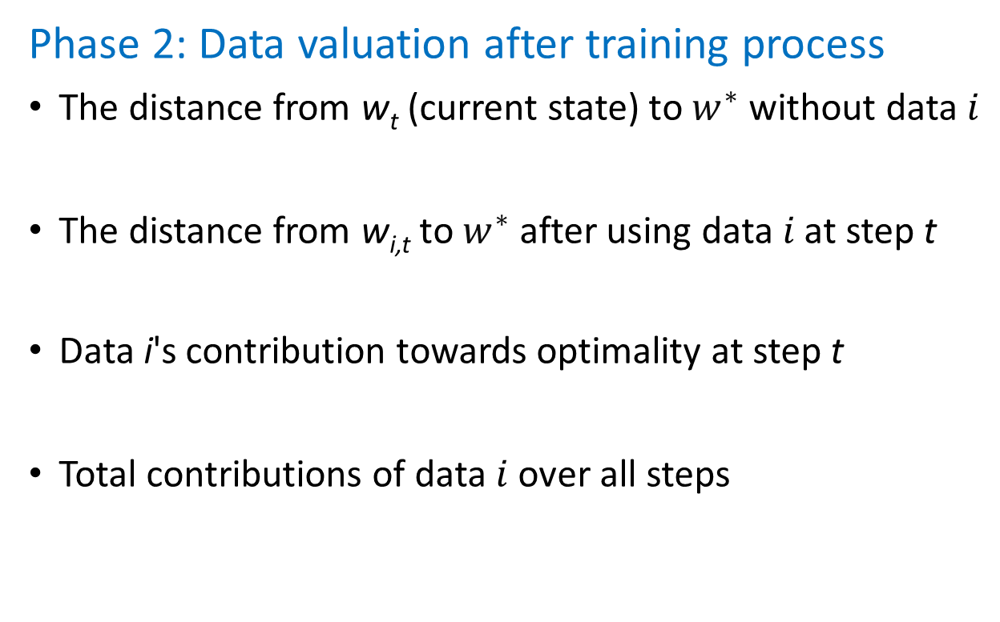 Phase 2: Data valuation after training process
• The distance from wₜ (current state) to w* without data i
• The distance from w_{i,t} to w* after using data i at step t
• Data i's contribution towards optimality at step t
• Total contributions of data i over all steps